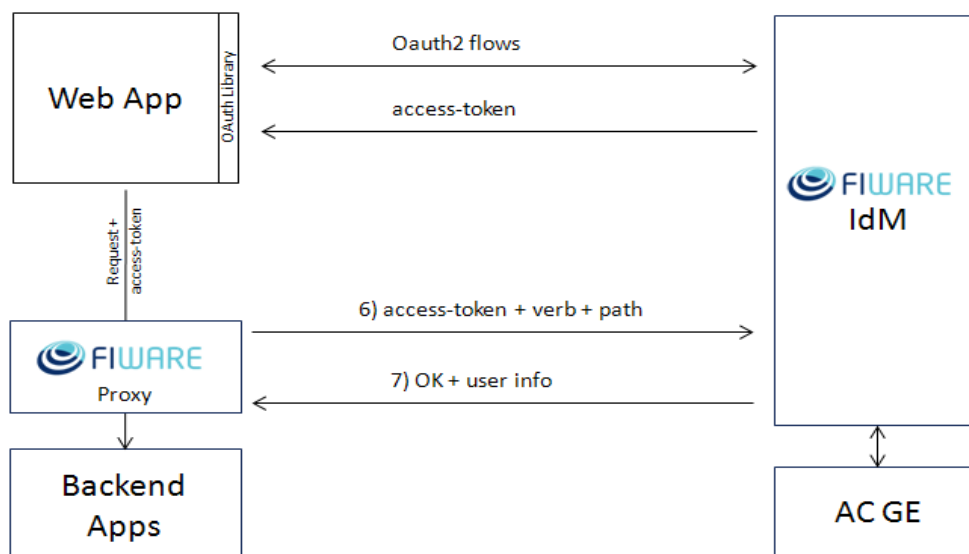 Oauth2 flows
Web App
OAuth Library
access-token
FIWARE
IdM
Request +
access-token
6) access-token + verb + path
FIWARE
Proxy
7) OK + user info
Backend
Apps
AC GE